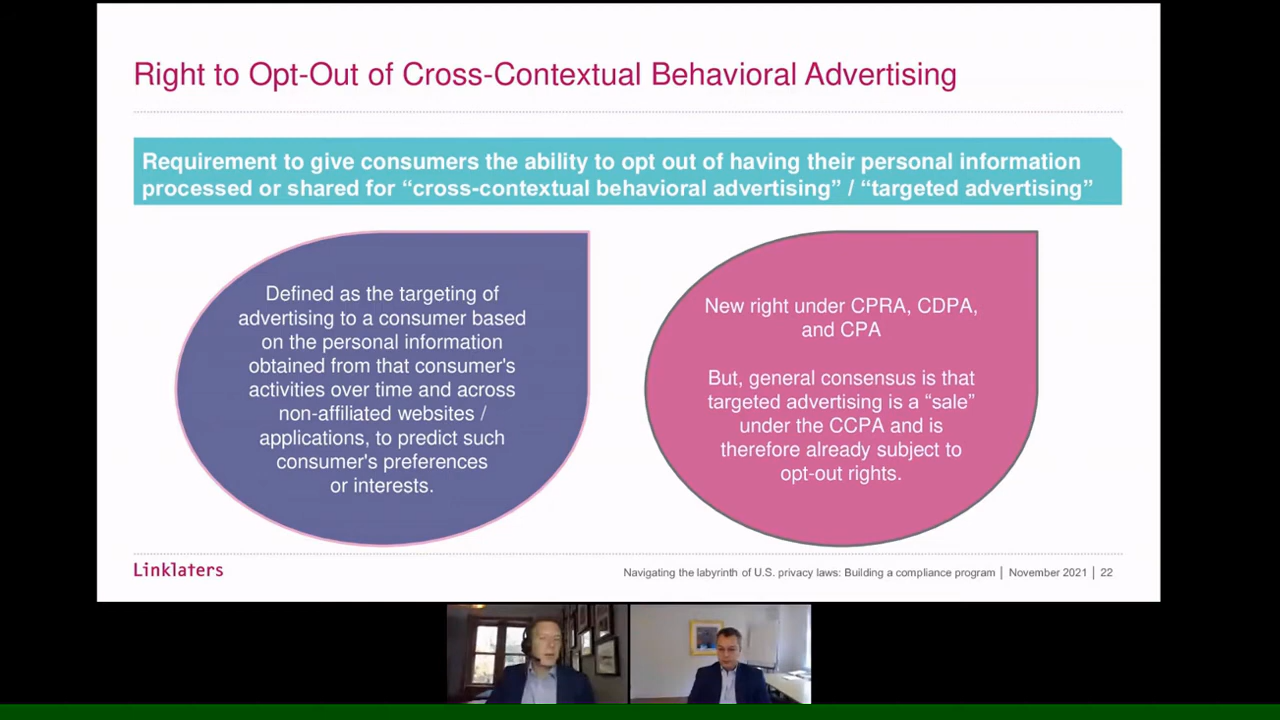 Right to Opt-Out of Cross-Contextual Behavioral Advertising
Requirement to give consumers the ability to opt out of having their personal information
processed or shared for “cross-contextual behavioral advertising” / “targeted advertising”
Defined as the targeting of
advertising to a consumer based
on the personal information
obtained from that consumer's
activities over time and across
non-affiliated websites /
applications, to predict such
consumer's preferences
or interests.
New right under CPRA, CDPA,
and CPA
But, general consensus is that
targeted advertising is a “sale”
under the CCPA and is
therefore already subject to
opt-out rights.
Linklaters
Navigating the labyrinth of U.S. privacy laws: Building a compliance program | November 2021 | 22